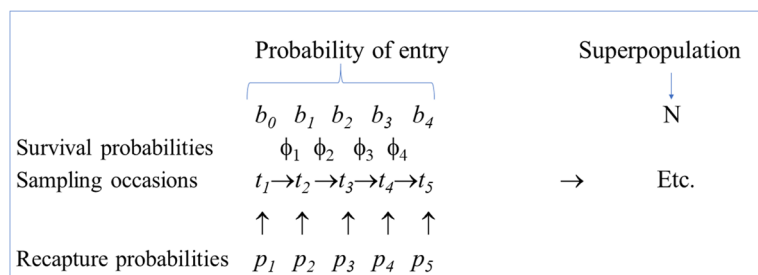 Probability of entry Superpopulation
b₀ b₁ b₂ b₃ b₄ N
Survival probabilities ϕ₁ ϕ₂ ϕ₃ ϕ₄
Sampling occasions t₁→t₂→t₃→t₄→t₅ → Etc.
↑ ↑ ↑ ↑ ↑
Recapture probabilities p₁ p₂ p₃ p₄ p₅